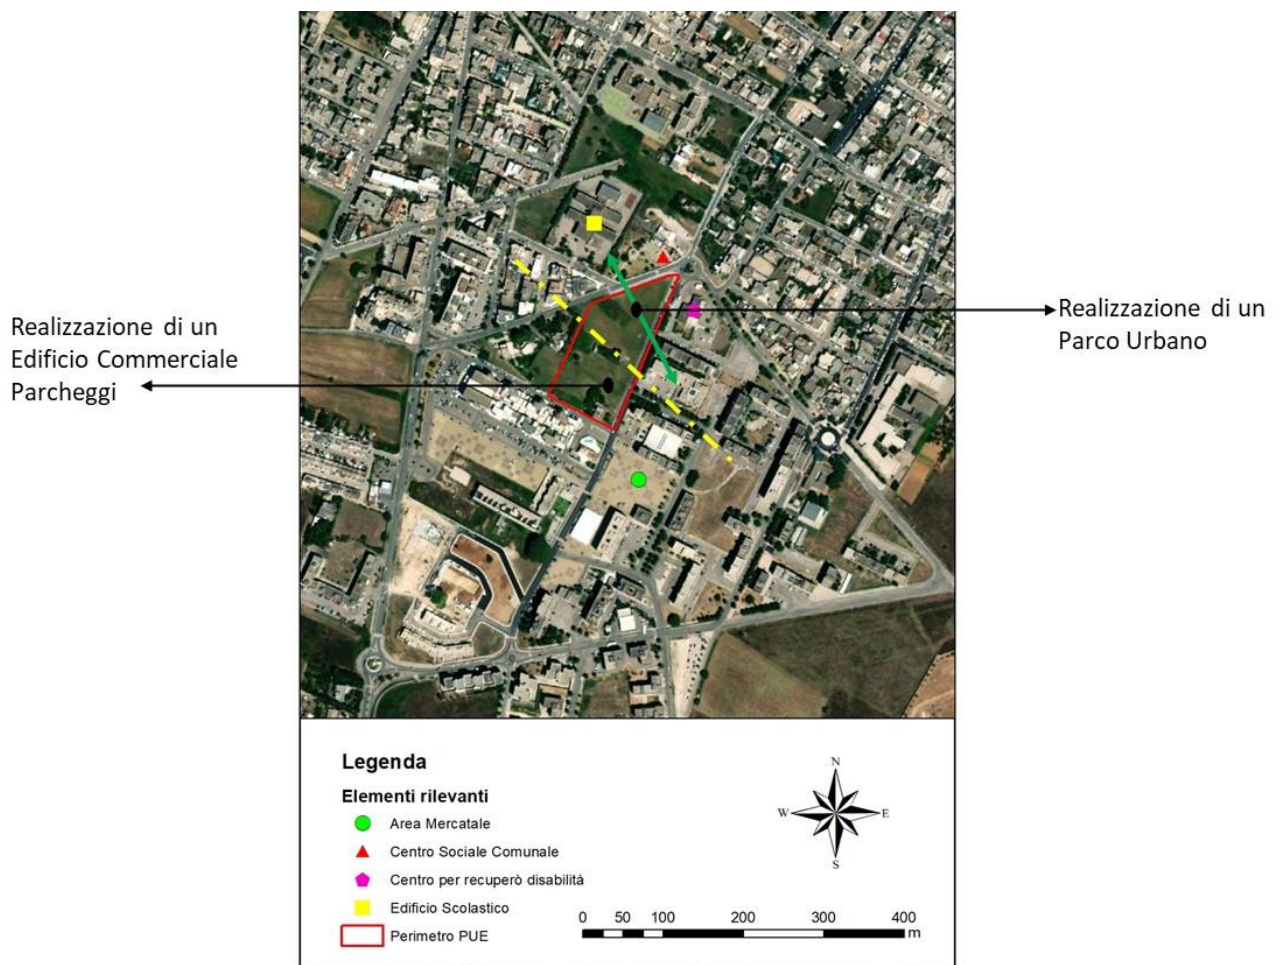 Realizzazione di un
Edificio Commerciale
Parcheggi
Realizzazione di un
Parco Urbano
Legenda
Elementi rilevanti
Area Mercatale
Centro Sociale Comunale
Centro per recuperò disabilità
Edificio Scolastico
Perimetro PUE
N
W E
S
0 50 100 200 300 400
m